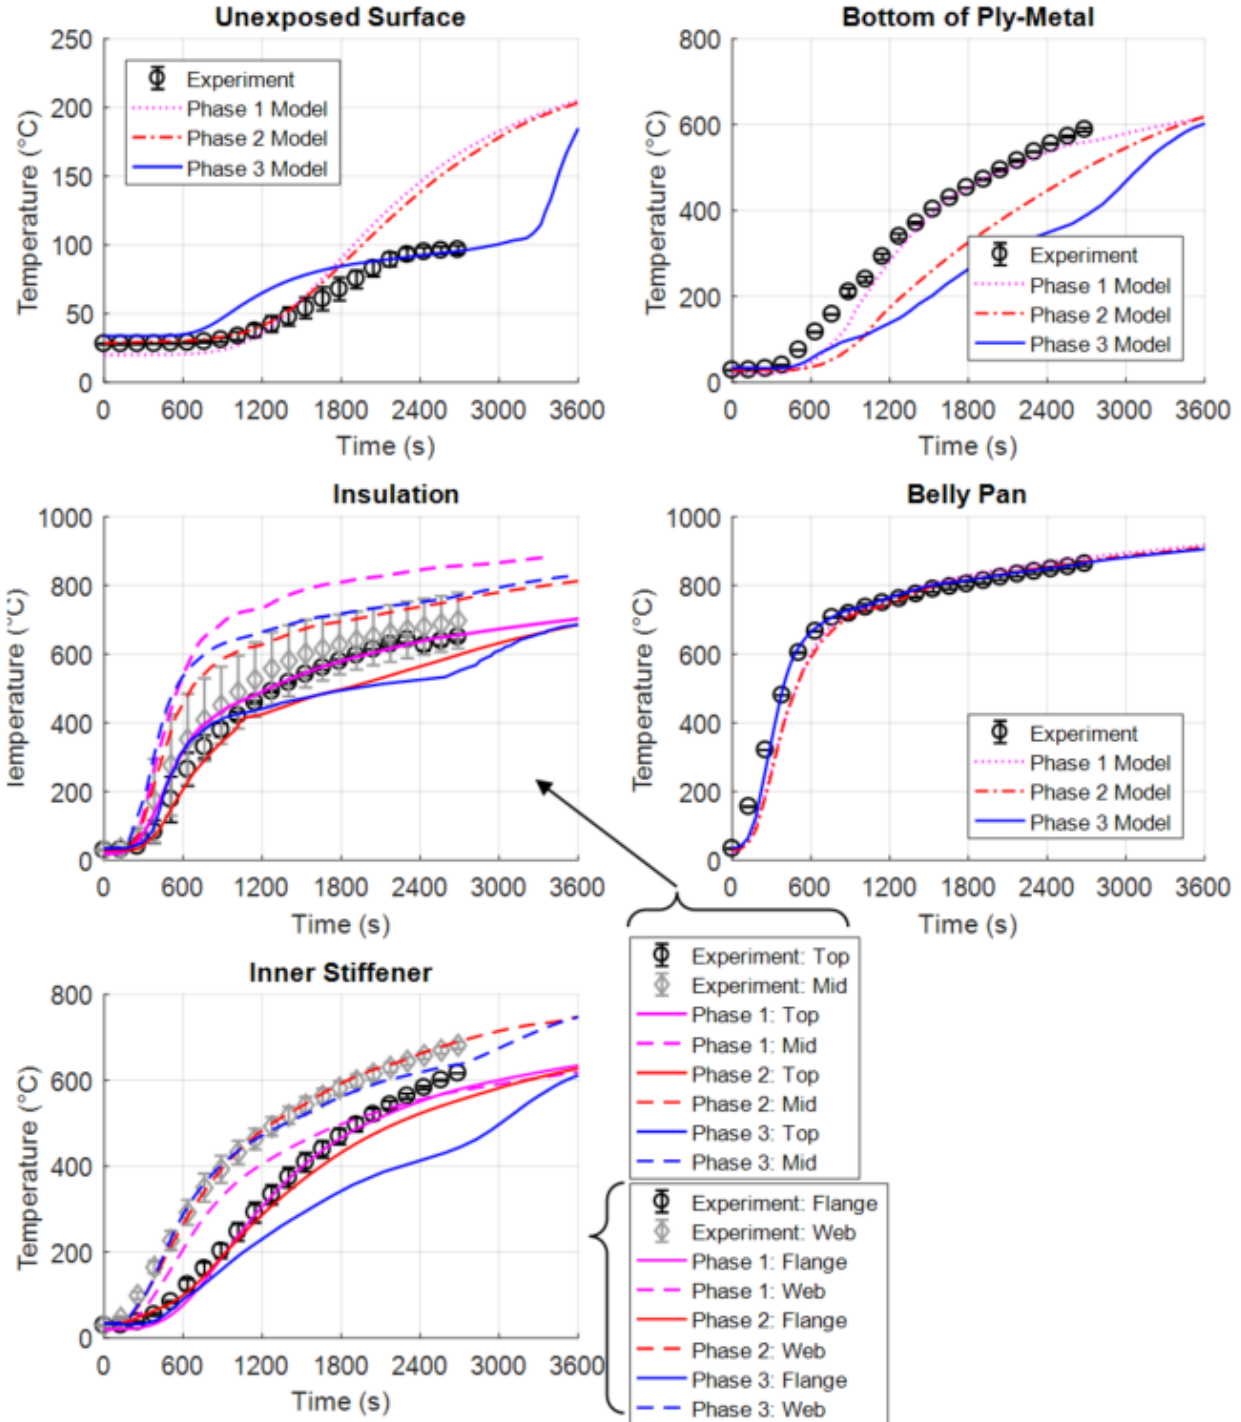 Unexposed Surface
250
200
150
100
50
0
Temperature (°C)
Experiment
Phase 1 Model
Phase 2 Model
Phase 3 Model
0 600 1200 1800 2400 3000 3600
Time (s)
Bottom of Ply-Metal
800
600
400
200
0
Temperature (°C)
Experiment
Phase 1 Model
Phase 2 Model
Phase 3 Model
0 600 1200 1800 2400 3000 3600
Time (s)
Insulation
1000
800
600
400
200
0
Temperature (°C)
0 600 1200 1800 2400 3000 3600
Time (s)
Belly Pan
1000
800
600
400
200
0
Temperature (°C)
Experiment
Phase 1 Model
Phase 2 Model
Phase 3 Model
0 600 1200 1800 2400 3000 3600
Time (s)
Inner Stiffener
800
600
400
200
0
Temperature (°C)
0 600 1200 1800 2400 3000 3600
Time (s)
Experiment: Top
Experiment: Mid
Phase 1: Top
Phase 1: Mid
Phase 2: Top
Phase 2: Mid
Phase 3: Top
Phase 3: Mid
Experiment: Flange
Experiment: Web
Phase 1: Flange
Phase 1: Web
Phase 2: Flange
Phase 2: Web
Phase 3: Flange
Phase 3: Web